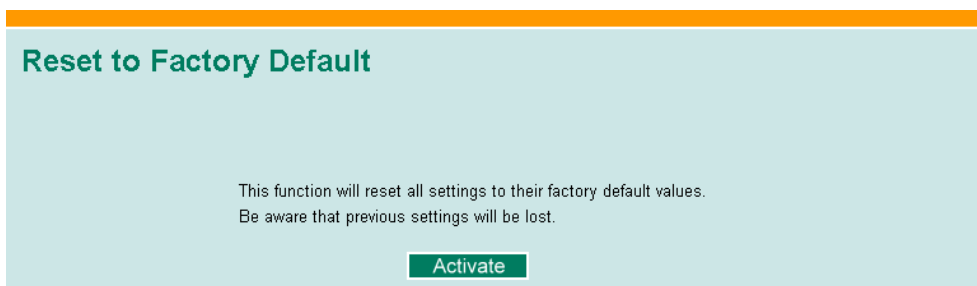 Reset to Factory Default
This function will reset all settings to their factory default values.
Be aware that previous settings will be lost.
Activate